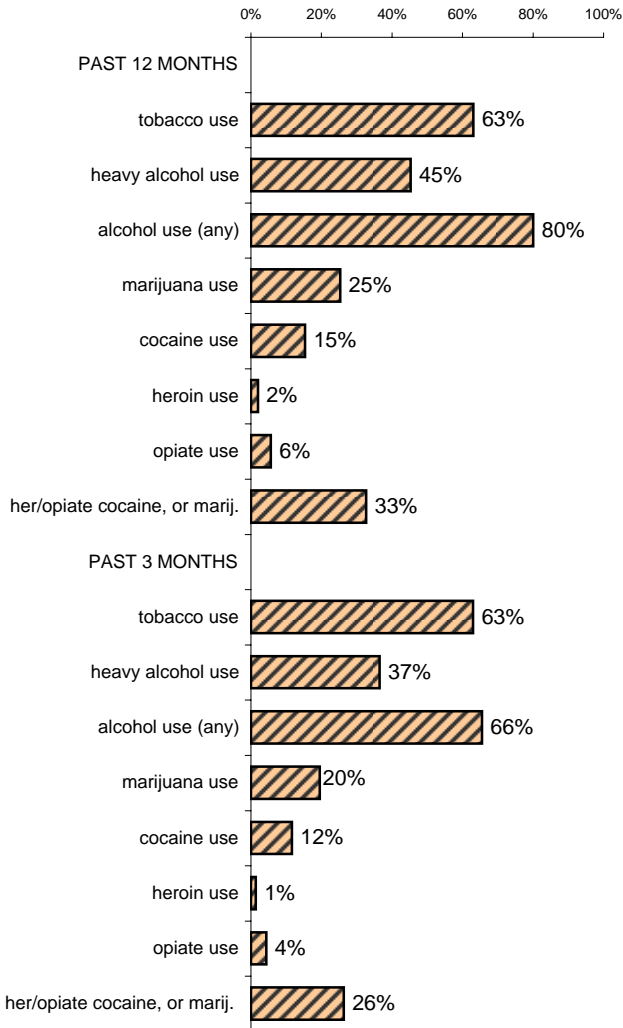 0% 20% 40% 60% 80% 100%
PAST 12 MONTHS
tobacco use 63%
heavy alcohol use 45%
alcohol use (any) 80%
marijuana use 25%
cocaine use 15%
heroin use 2%
opiate use 6%
her/opiate cocaine, or marij. 33%
PAST 3 MONTHS
tobacco use 63%
heavy alcohol use 37%
alcohol use (any) 66%
marijuana use 20%
cocaine use 12%
heroin use 1%
opiate use 4%
her/opiate cocaine, or marij. 26%